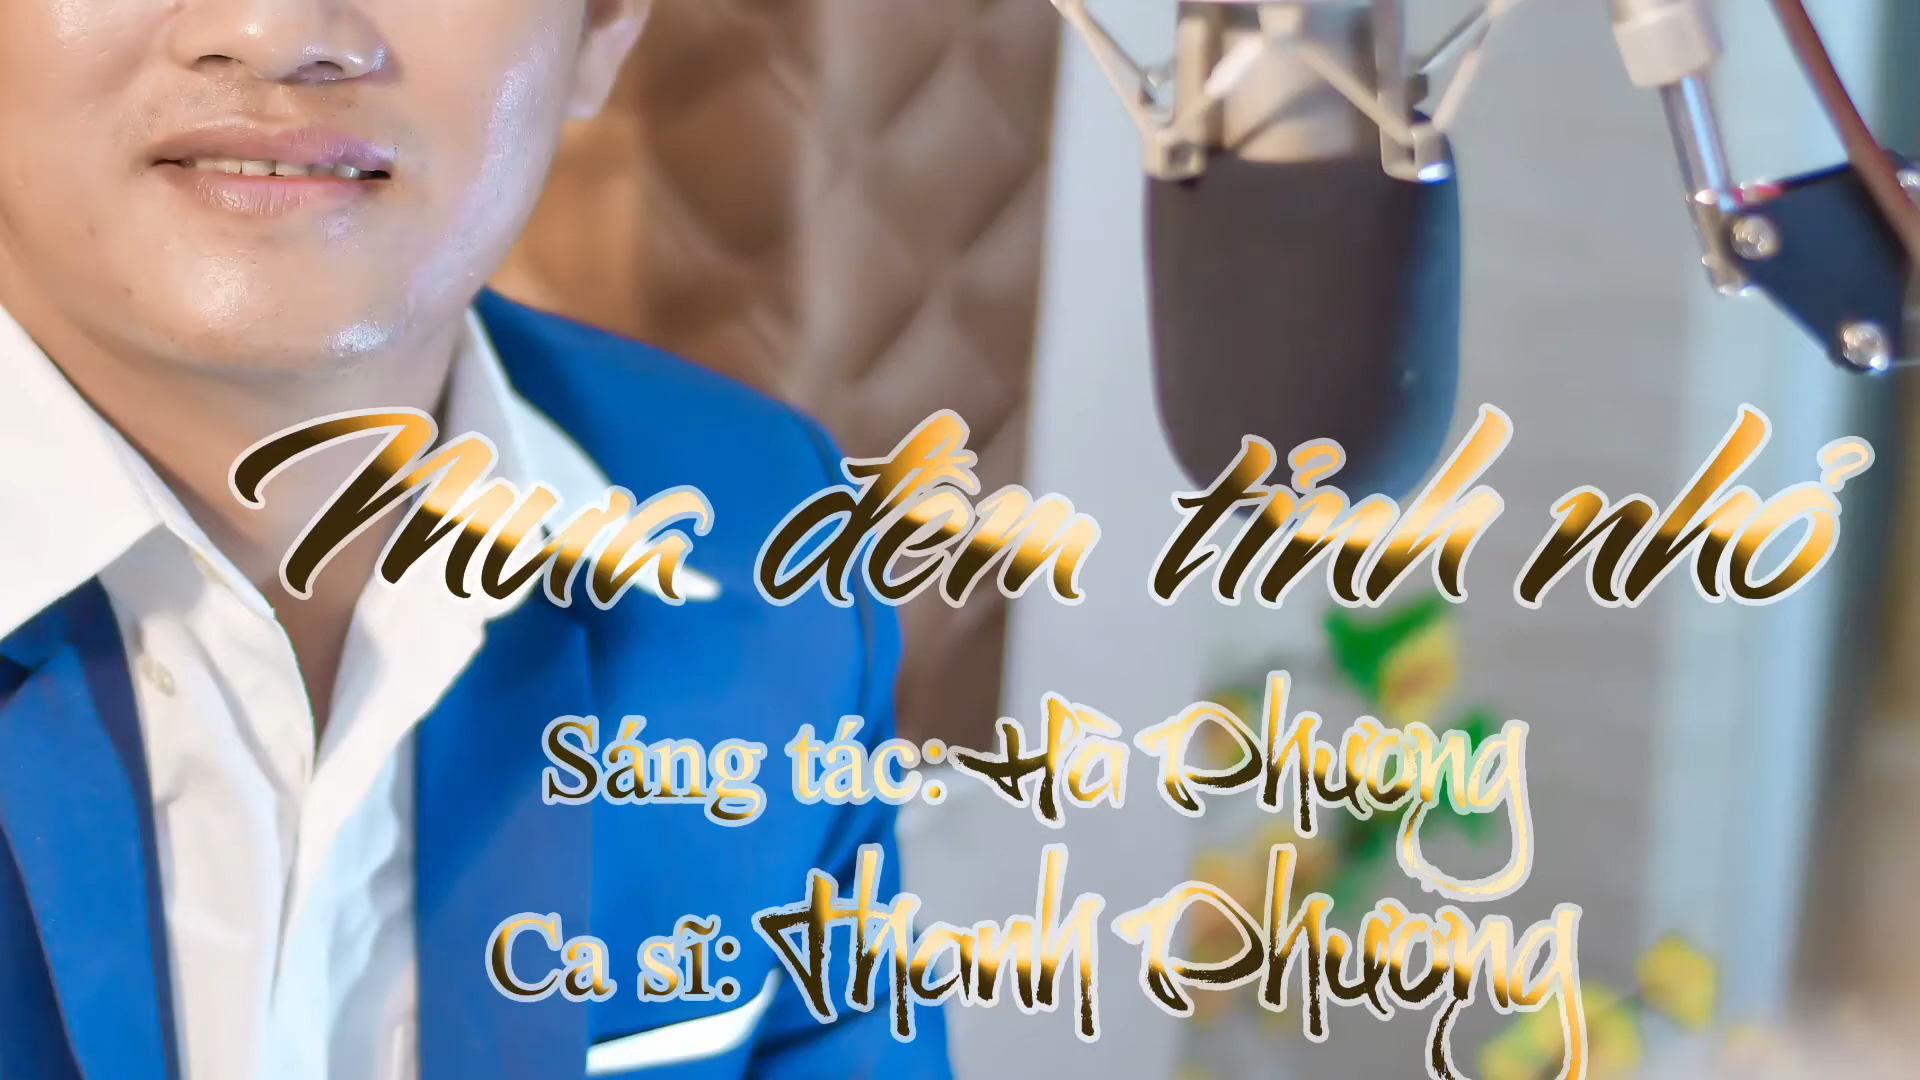 Mưa đêm tỉnh nhỏ
Sáng tác: Hà Phương
Ca sĩ: Thanh Phương